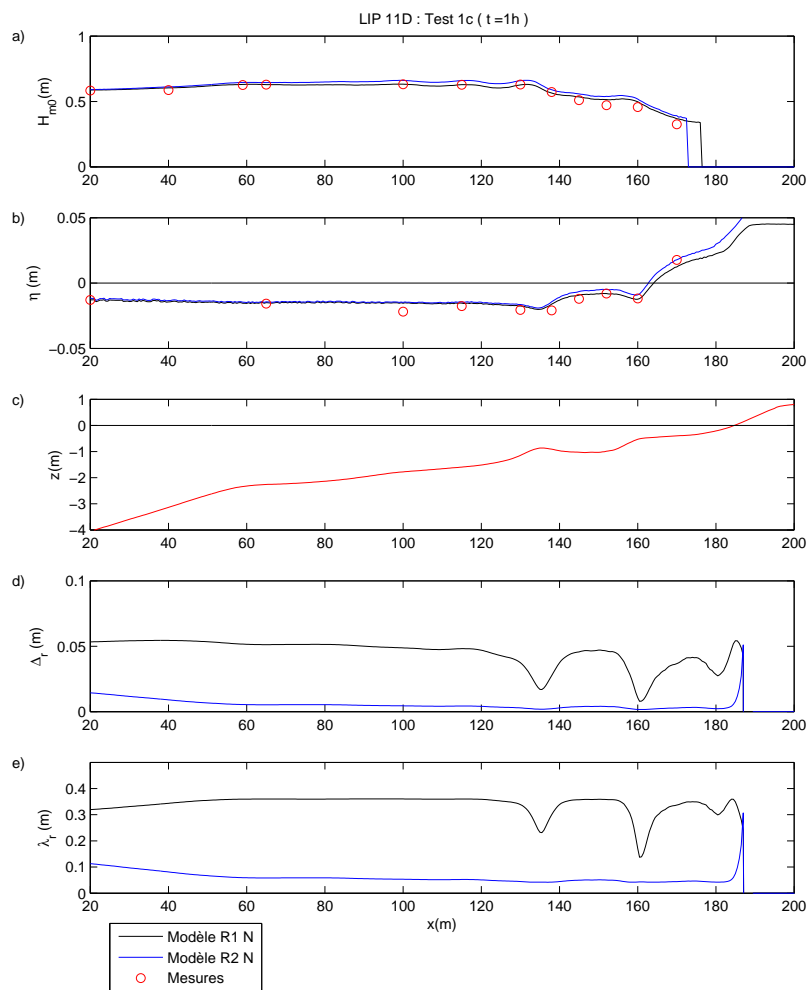 LIP 11D : Test 1c ( t =1h )
a)
H_m0(m)
1
0.5
0
20 40 60 80 100 120 140 160 180 200
b)
η (m)
0.05
0
−0.05
20 40 60 80 100 120 140 160 180 200
c)
z(m)
1
0
−1
−2
−3
−4
20 40 60 80 100 120 140 160 180 200
d)
Δ_r (m)
0.1
0.05
0
20 40 60 80 100 120 140 160 180 200
e)
λ_r (m)
0.4
0.3
0.2
0.1
0
20 40 60 80 100 120 140 160 180 200
x(m)
Modèle R1 N
Modèle R2 N
Mesures